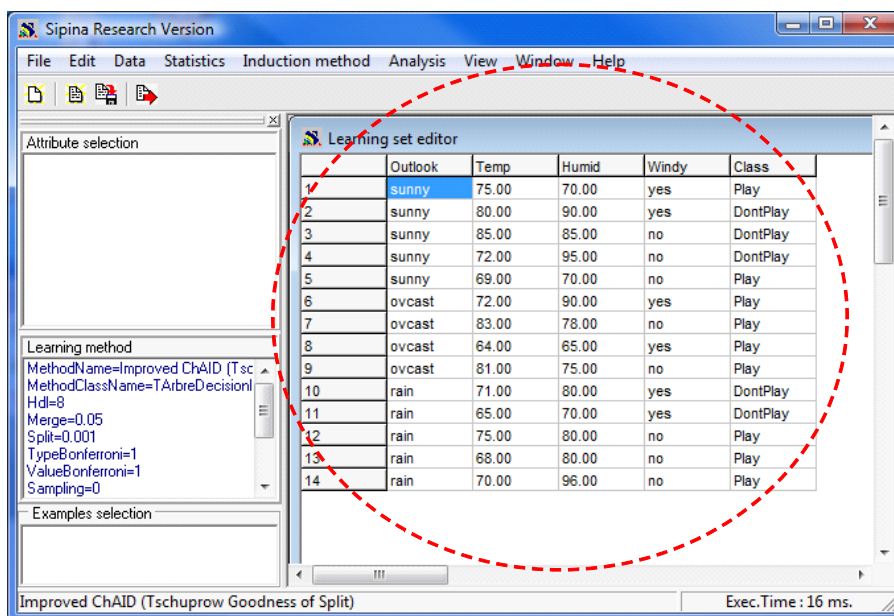 Sipina Research Version
File Edit Data Statistics Induction method Analysis View Window Help
Attribute selection
Learning method
MethodName=Improved ChAID (Tsc
MethodClassName=TArbreDecisionI
Hdl=8
Merge=0.05
Split=0.001
TypeBonferroni=1
ValueBonferroni=1
Sampling=0
Examples selection
Learning set editor
Outlook Temp Humid Windy Class
1 sunny 75.00 70.00 yes Play
2 sunny 80.00 90.00 yes DontPlay
3 sunny 85.00 85.00 no DontPlay
4 sunny 72.00 95.00 no DontPlay
5 sunny 69.00 70.00 no Play
6 ovcast 72.00 90.00 yes Play
7 ovcast 83.00 78.00 no Play
8 ovcast 64.00 65.00 yes Play
9 ovcast 81.00 75.00 no Play
10 rain 71.00 80.00 yes DontPlay
11 rain 65.00 70.00 yes DontPlay
12 rain 75.00 80.00 no Play
13 rain 68.00 80.00 no Play
14 rain 70.00 96.00 no Play
Improved ChAID (Tschuprow Goodness of Split) Exec.Time : 16 ms.